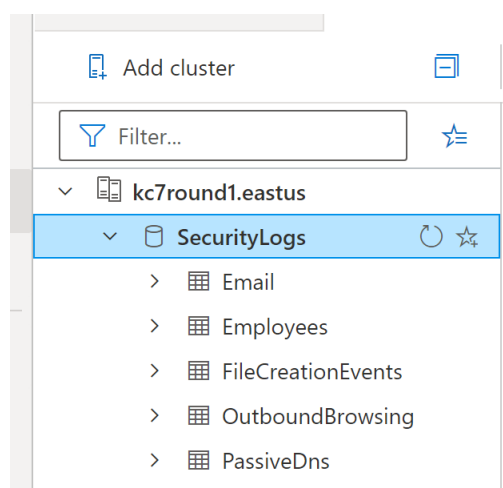 Add cluster
Filter...
kc7round1.eastus
SecurityLogs
Email
Employees
FileCreationEvents
OutboundBrowsing
PassiveDns